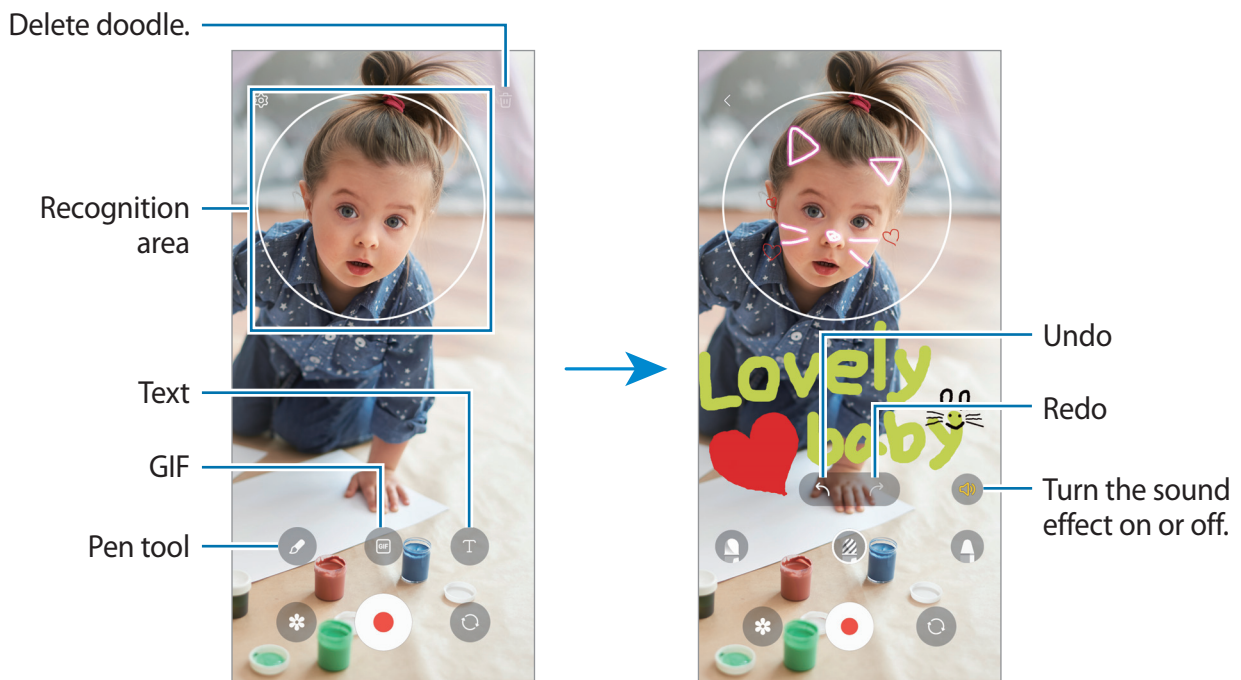 Delete doodle.
Recognition
area
Text
GIF
Pen tool
GIF
T
Lovely
baby
Undo
Redo
Turn the sound
effect on or off.